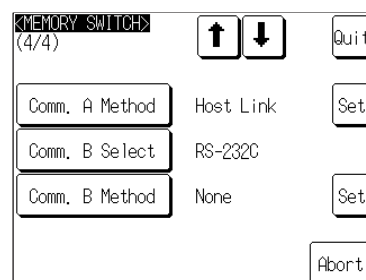 <MEMORY SWITCH>
(4/4)
Quit
Comm. A Method Host Link Set
Comm. B Select RS-232C
Comm. B Method None Set
Abort